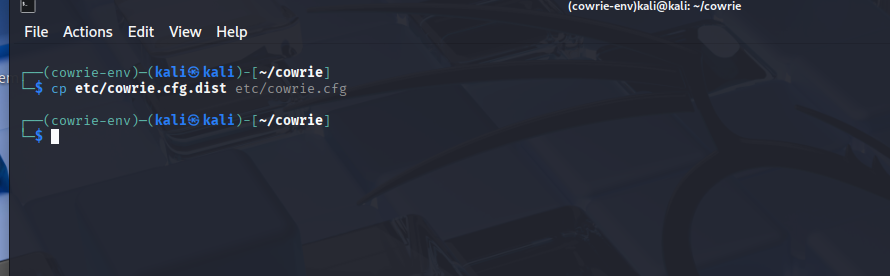 (cowrie-env)kali@kali: ~/cowrie
File Actions Edit View Help
┌──(cowrie-env)─(kali㉿kali)-[~/cowrie]
└─$ cp etc/cowrie.cfg.dist etc/cowrie.cfg
┌──(cowrie-env)─(kali㉿kali)-[~/cowrie]
└─$